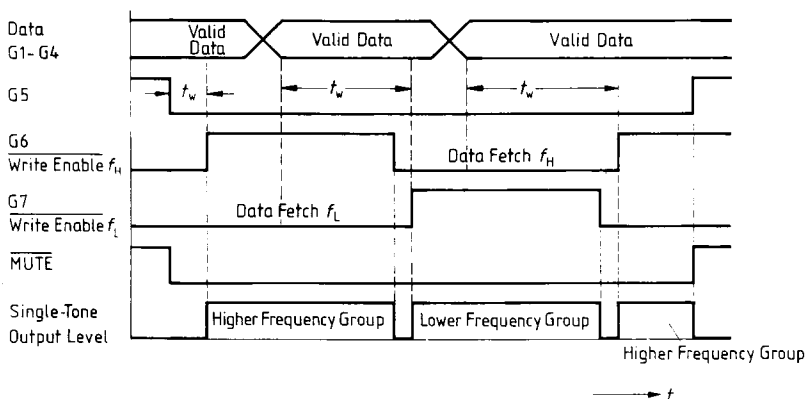 Data
G1-G4
Valid
Data
Valid Data
Valid Data
G5
tw
tw
tw
G6
Write Enable fH
Data Fetch fH
G7
Write Enable fL
Data Fetch fL
MUTE
Single-Tone
Output Level
Higher Frequency Group
Lower Frequency Group
Higher Frequency Group
t